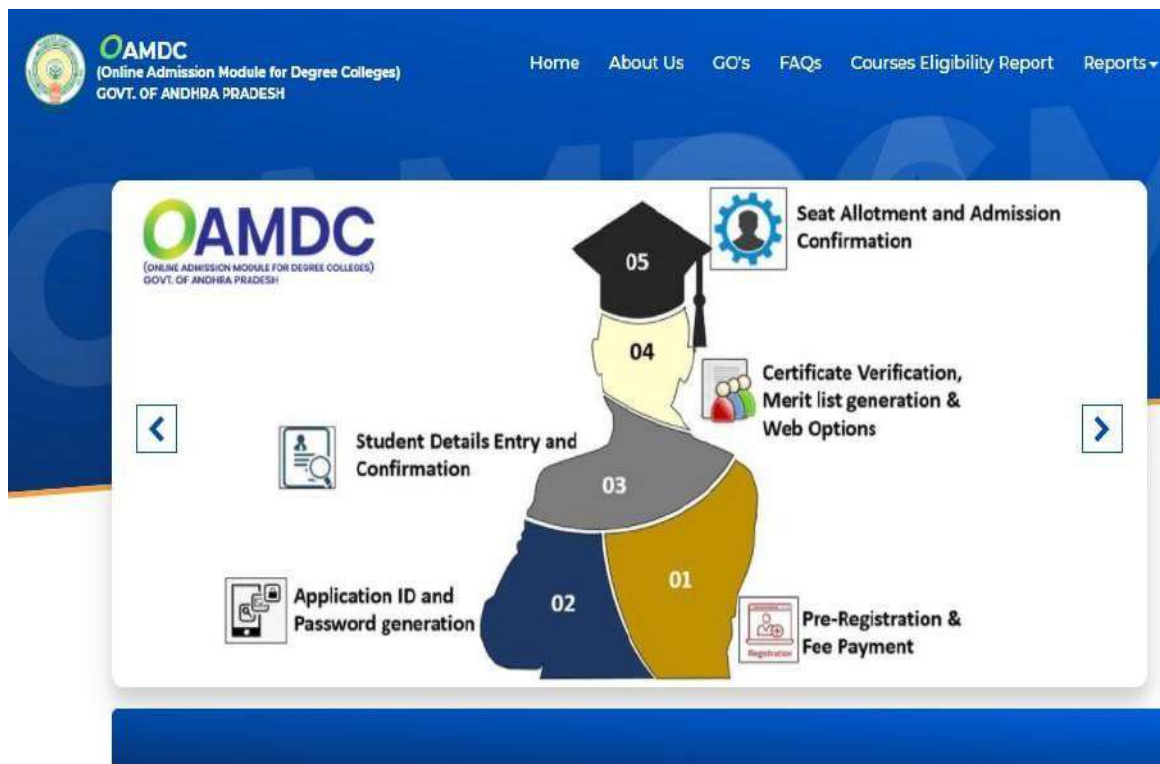 OAMDC
(Online Admission Module for Degree Colleges)
GOVT. OF ANDHRA PRADESH
Home About Us GO's FAQs Courses Eligibility Report Reports
OAMDC
(ONLINE ADMISSION MODULE FOR DEGREE COLLEGES)
GOVT. OF ANDHRA PRADESH
05
Seat Allotment and Admission
Confirmation
04
Certificate Verification,
Merit list generation &
Web Options
Student Details Entry and
Confirmation
03
Application ID and
Password generation
02
01
Registration
Pre-Registration &
Fee Payment